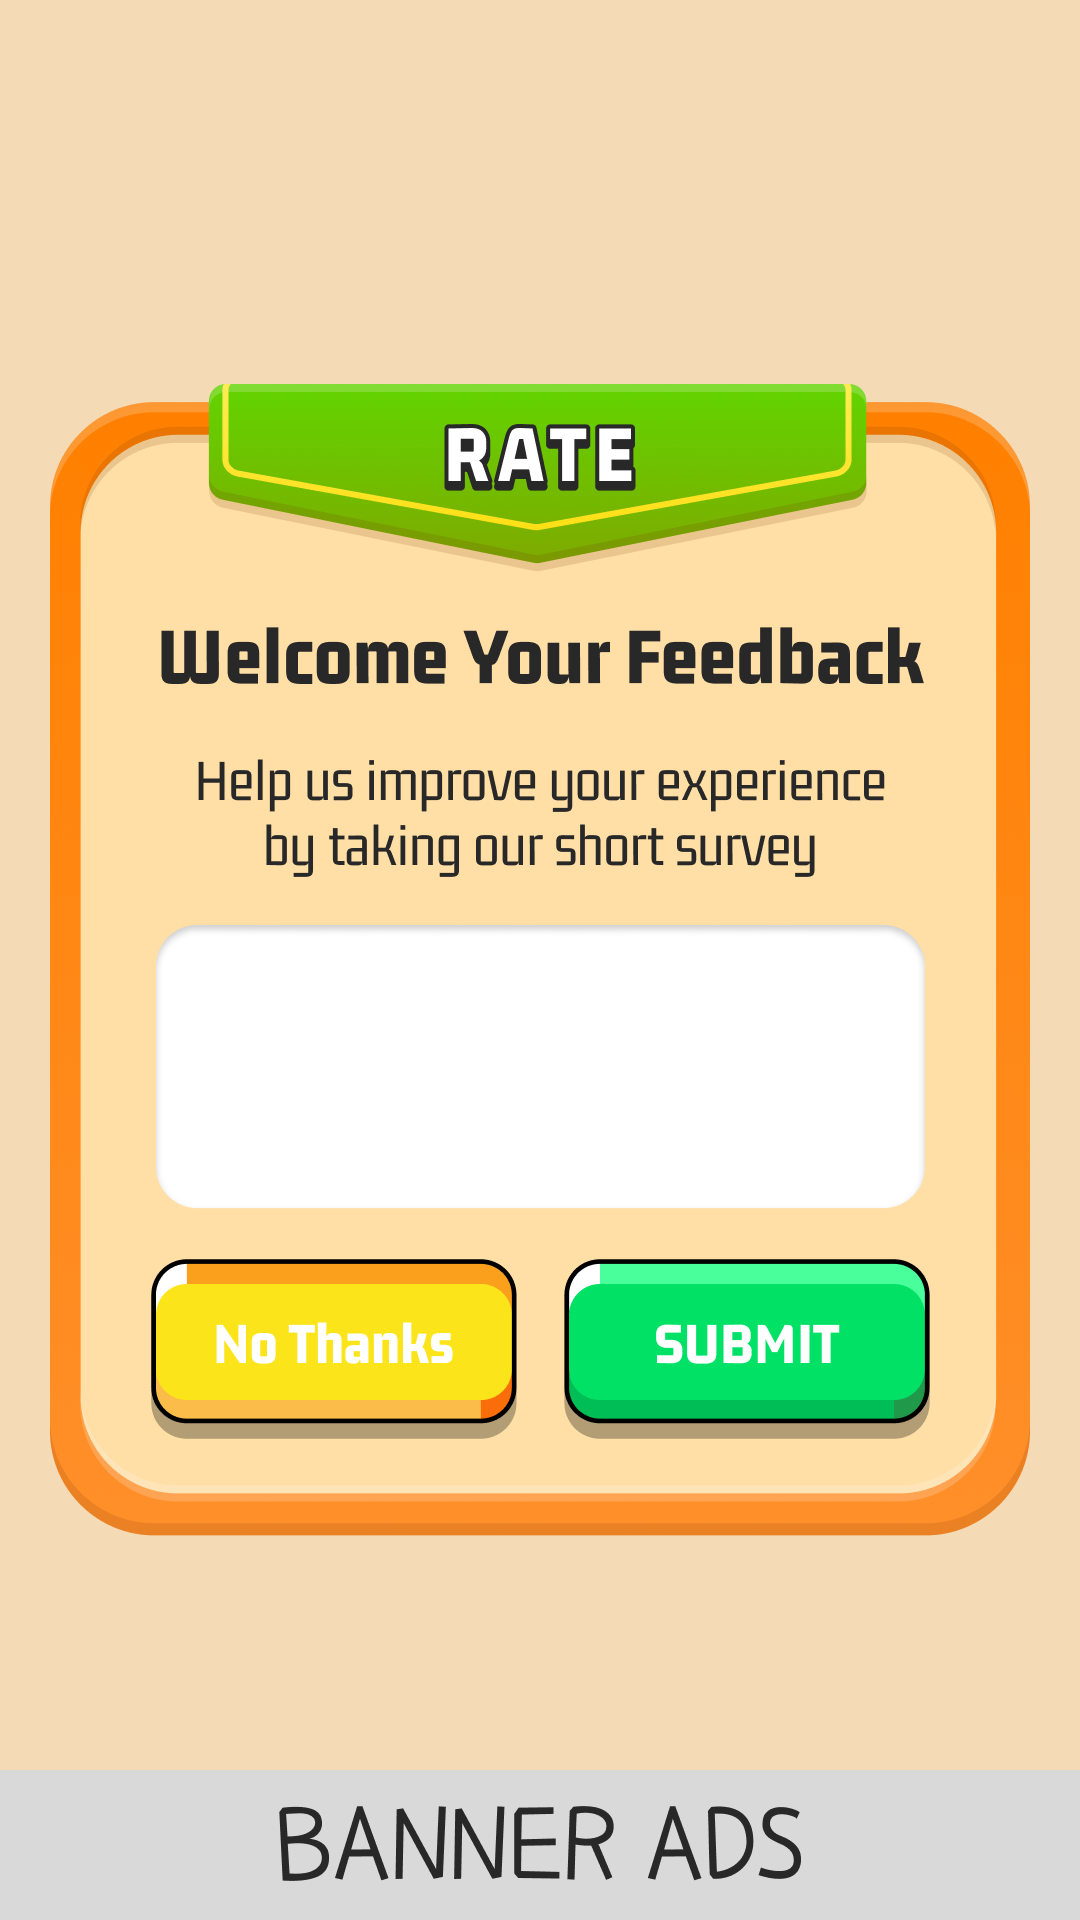 RATE
Welcome Your Feedback
Help us improve your experience
by taking our short survey
No Thanks
SUBMIT
BANNER ADS